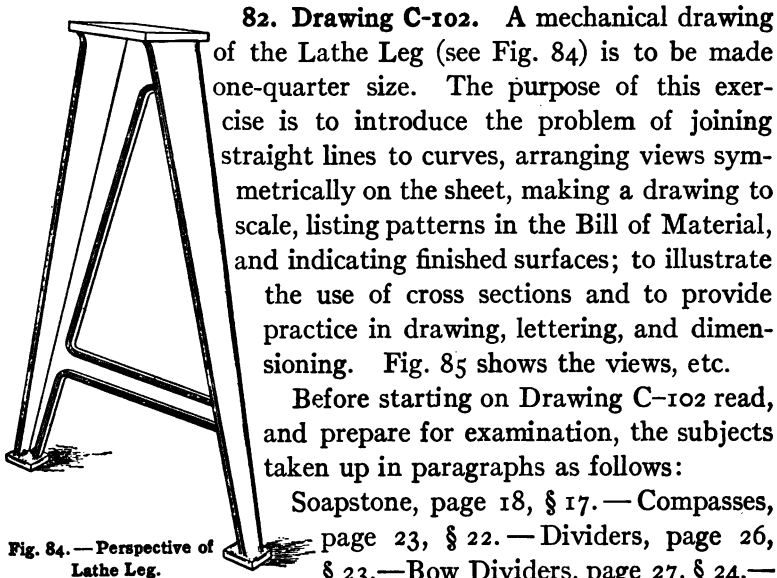 82. Drawing C-102. A mechanical drawing
of the Lathe Leg (see Fig. 84) is to be made
one-quarter size. The purpose of this exer-
cise is to introduce the problem of joining
straight lines to curves, arranging views sym-
metrically on the sheet, making a drawing to
scale, listing patterns in the Bill of Material,
and indicating finished surfaces; to illustrate
the use of cross sections and to provide
practice in drawing, lettering, and dimen-
sioning. Fig. 85 shows the views, etc.
Before starting on Drawing C-102 read,
and prepare for examination, the subjects
taken up in paragraphs as follows:
Soapstone, page 18, § 17.—Compasses,
page 23, § 22.—Dividers, page 26,
§ 23.—Bow Dividers, page 27, § 24.—
Fig. 84.—Perspective of
Lathe Leg.